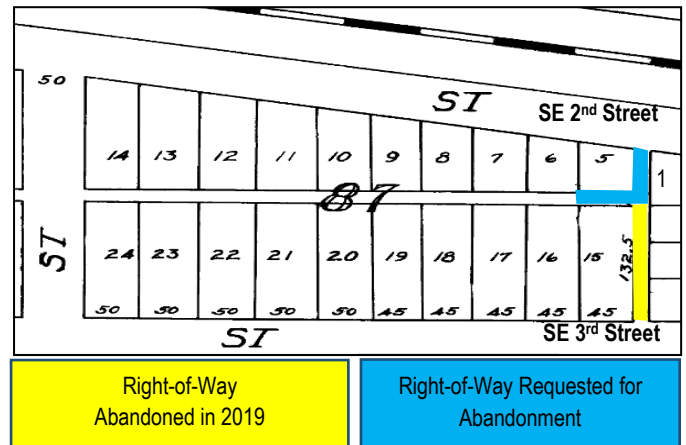 50
ST
SE 2nd Street
14 13 12 11 10 9 8 7 6 5
1
87
ST
24 23 22 21 20 19 18 17 16 15
132.5
50 50 50 50 50 45 45 45 45 45
ST
SE 3rd Street
Right-of-Way
Abandoned in 2019
Right-of-Way Requested for
Abandonment